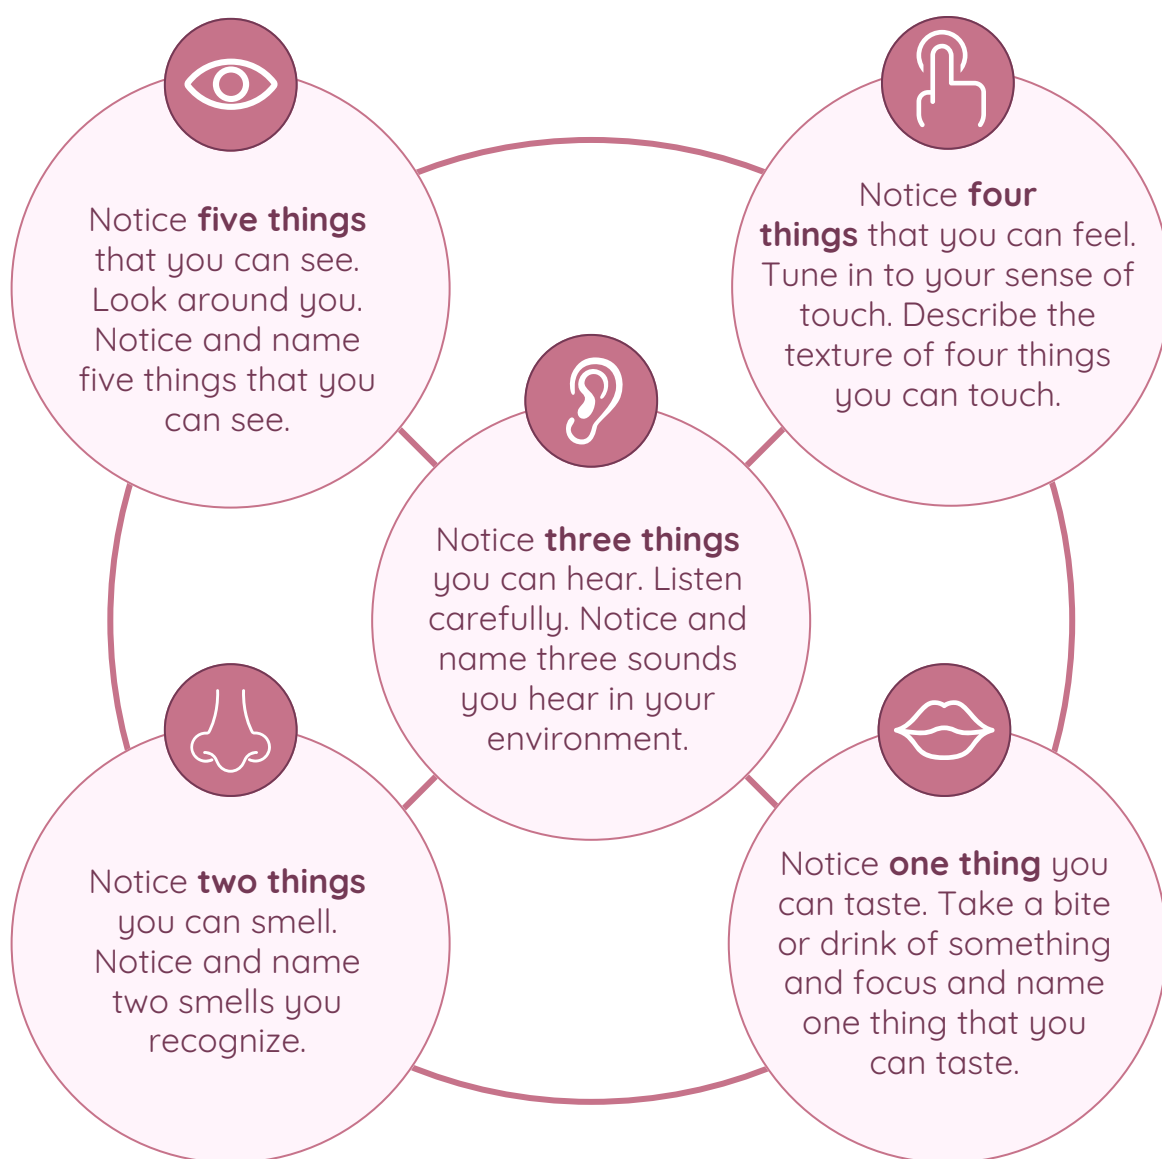 Notice five things
that you can see.
Look around you.
Notice and name
five things that you
can see.
Notice four
things that you can feel.
Tune in to your sense of
touch. Describe the
texture of four things
you can touch.
Notice three things
you can hear. Listen
carefully. Notice and
name three sounds
you hear in your
environment.
Notice two things
you can smell.
Notice and name
two smells you
recognize.
Notice one thing you
can taste. Take a bite
or drink of something
and focus and name
one thing that you
can taste.